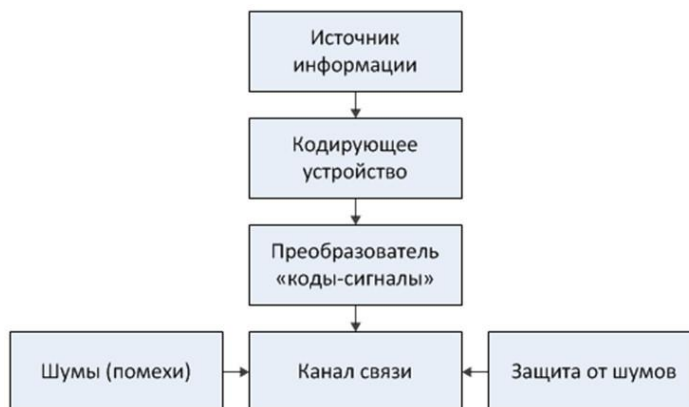 Источник
информации
Кодирующее
устройство
Преобразователь
«коды-сигналы»
Шумы (помехи)
Канал связи
Защита от шумов